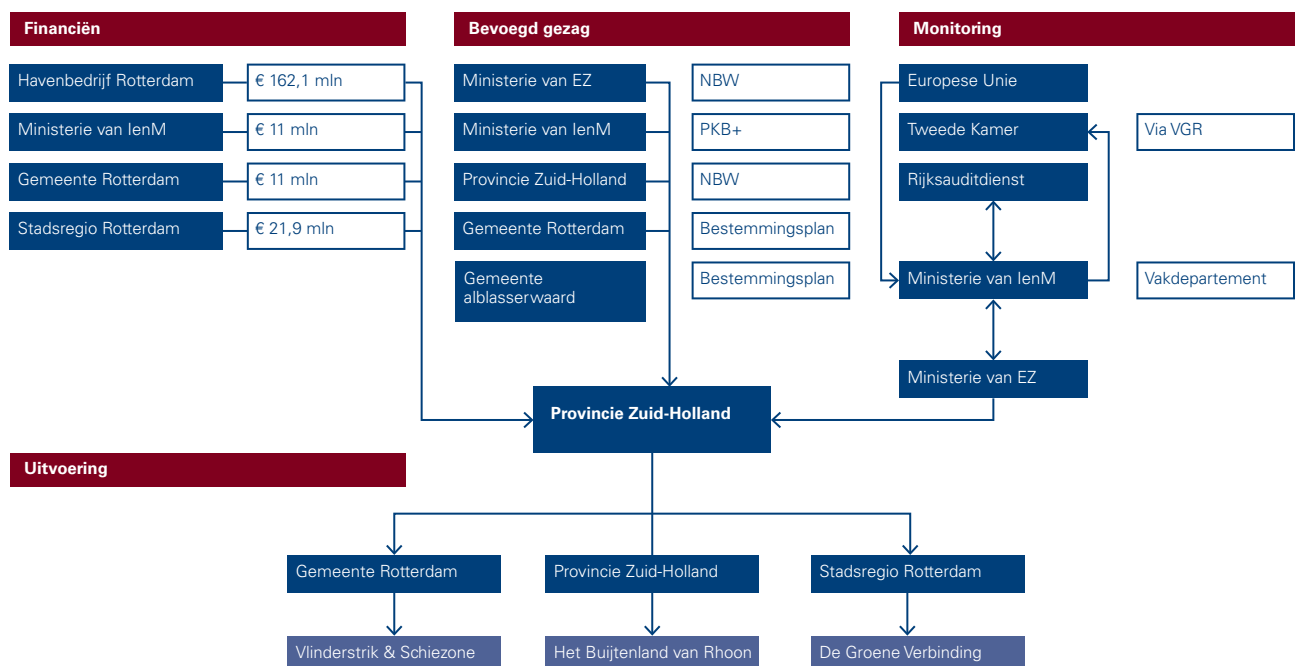 Financiën
Havenbedrijf Rotterdam
€ 162,1 mln
Ministerie van IenM
€ 11 mln
Gemeente Rotterdam
€ 11 mln
Stadsregio Rotterdam
€ 21,9 mln
Bevoegd gezag
Ministerie van EZ
NBW
Ministerie van IenM
PKB+
Provincie Zuid-Holland
NBW
Gemeente Rotterdam
Bestemmingsplan
Gemeente
alblasserwaard
Bestemmingsplan
Monitoring
Europese Unie
Tweede Kamer
Via VGR
Rijksauditdienst
Ministerie van IenM
Vakdepartement
Ministerie van EZ
Provincie Zuid-Holland
Uitvoering
Gemeente Rotterdam
Provincie Zuid-Holland
Stadsregio Rotterdam
Vlinderstrik & Schiezone
Het Buijtenland van Rhoon
De Groene Verbinding